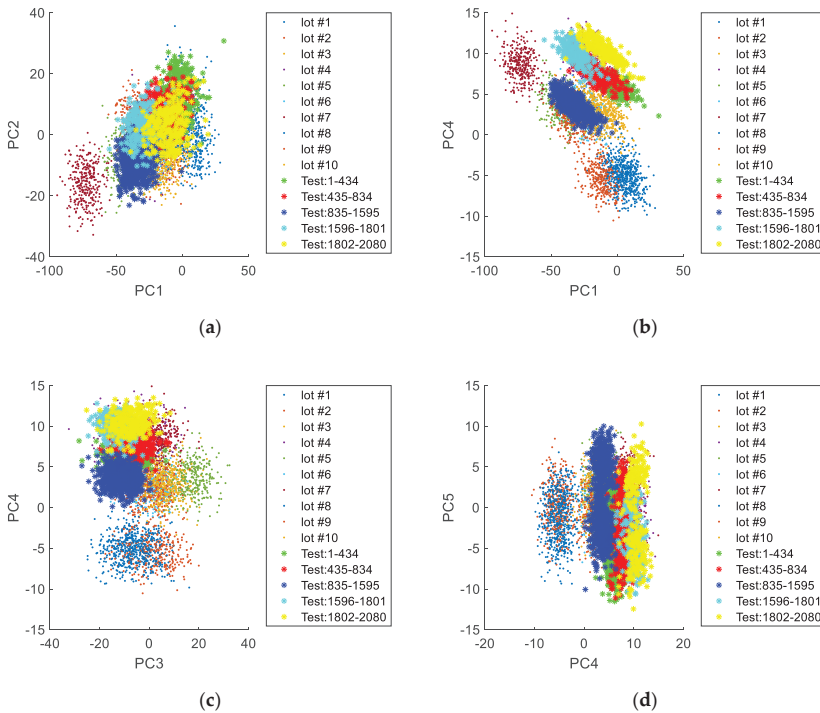 40
20
0
-20
-40
-100
-50
0
50
PC2
PC1
lot #1
lot #2
lot #3
lot #4
lot #5
lot #6
lot #7
lot #8
lot #9
lot #10
Test:1-434
Test:435-834
Test:835-1595
Test:1596-1801
Test:1802-2080
(a)
15
10
5
0
-5
-10
-15
-100
-50
0
50
PC4
PC1
lot #1
lot #2
lot #3
lot #4
lot #5
lot #6
lot #7
lot #8
lot #9
lot #10
Test:1-434
Test:435-834
Test:835-1595
Test:1596-1801
Test:1802-2080
(b)
15
10
5
0
-5
-10
-15
-40
-20
0
20
40
PC4
PC3
lot #1
lot #2
lot #3
lot #4
lot #5
lot #6
lot #7
lot #8
lot #9
lot #10
Test:1-434
Test:435-834
Test:835-1595
Test:1596-1801
Test:1802-2080
(c)
15
10
5
0
-5
-10
-15
-20
-10
0
10
20
PC5
PC4
lot #1
lot #2
lot #3
lot #4
lot #5
lot #6
lot #7
lot #8
lot #9
lot #10
Test:1-434
Test:435-834
Test:835-1595
Test:1596-1801
Test:1802-2080
(d)